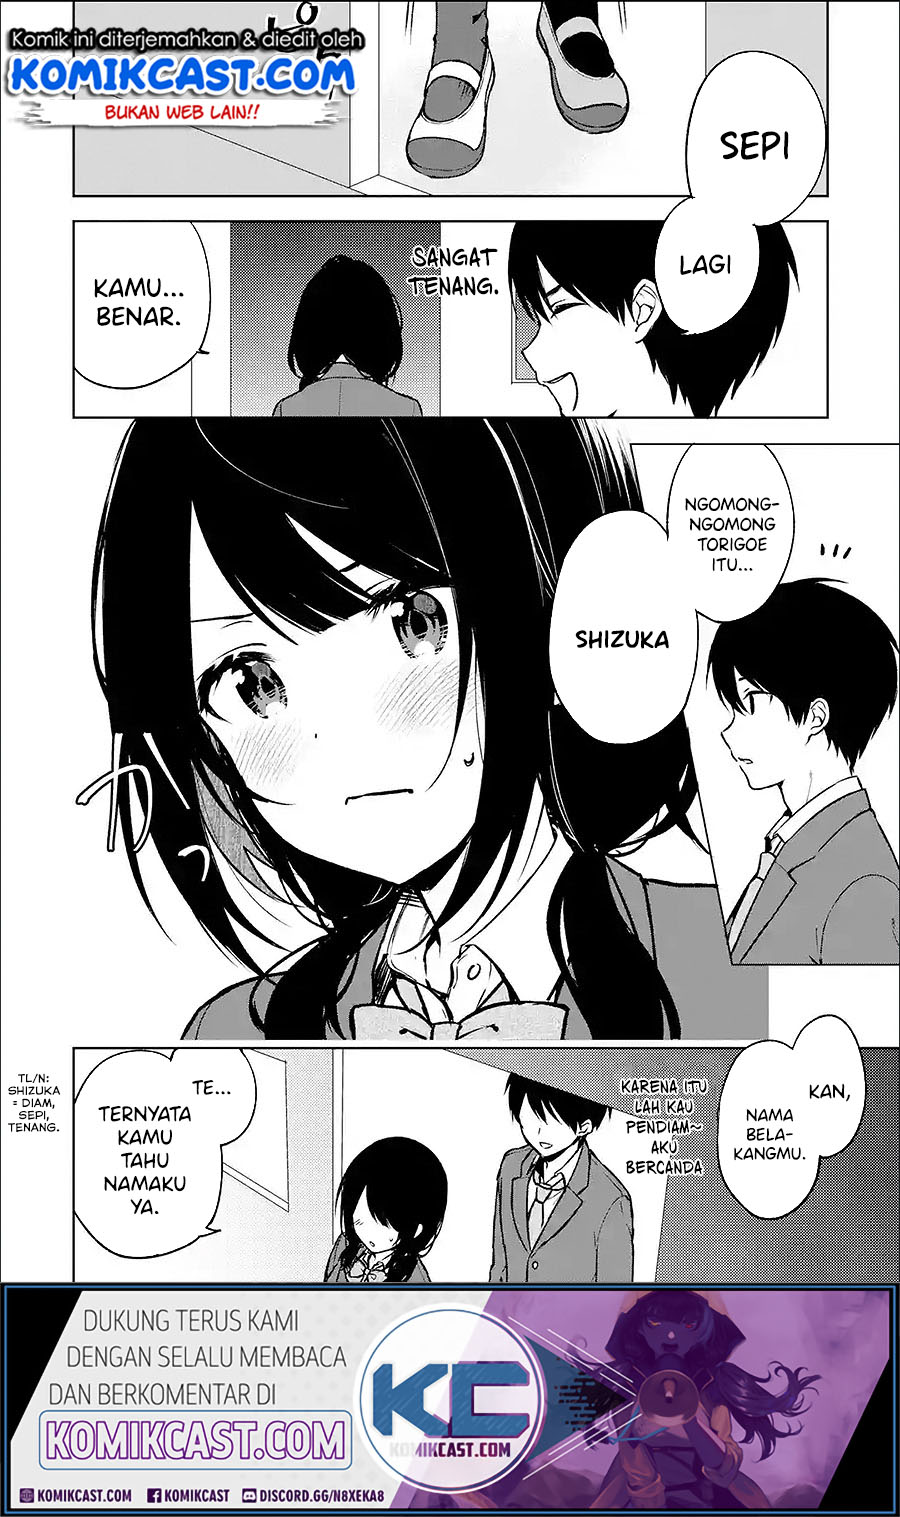 Komik ini diterjemahkan & diedit oleh
KOMIKCAST.COM
BUKAN WEB LAIN!!
SEPI
LAGI
SANGAT
TENANG.
KAMU...
BENAR.
NGOMONG-
NGOMONG
TORIGOE
ITU...
SHIZUKA
KAN,
NAMA
BELA-
KANGMU.
KARENA ITU
LAH KAU
PENDIAM~
AKU
BERCANDA
TE...
TERNYATA
KAMU
TAHU
NAMAKU
YA.
TL/N:
SHIZUKA
= DIAM,
SEPI,
TENANG.
DUKUNG TERUS KAMI
DENGAN SELALU MEMBACA
DAN BERKOMENTAR DI
KOMIKCAST.COM
KC
KOMIKCAST.COM
KOMIKCAST.COM
KOMIKCAST
DISCORD.GG/N8XEKA8